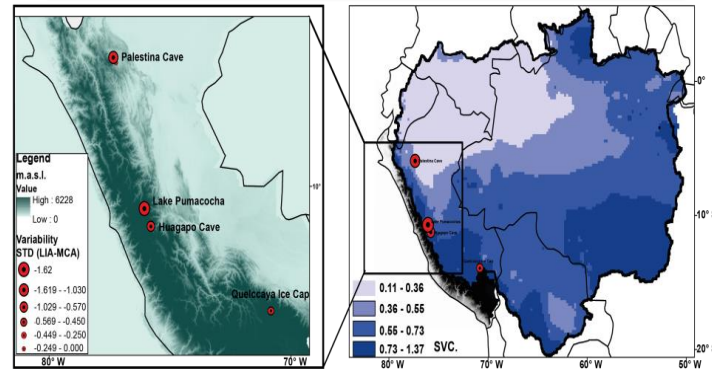 Palestina Cave
Lake Pumacocha
Huagapo Cave
Quelccaya Ice Cap
Legend
m.a.s.l.
Value
High : 6228
Low : 0
Variability
STD (LIA-MCA)
-1.62
-1.619 - -1.030
-1.029 - -0.570
-0.569 - -0.450
-0.449 - -0.250
-0.249 - 0.000
-10°
80° W
70° W
Palestina Cave
0.11 - 0.36
0.36 - 0.55
0.55 - 0.73
0.73 - 1.37
SVC.
-0°
-10° S
-20° S
80° W
70° W
60° W
50° W